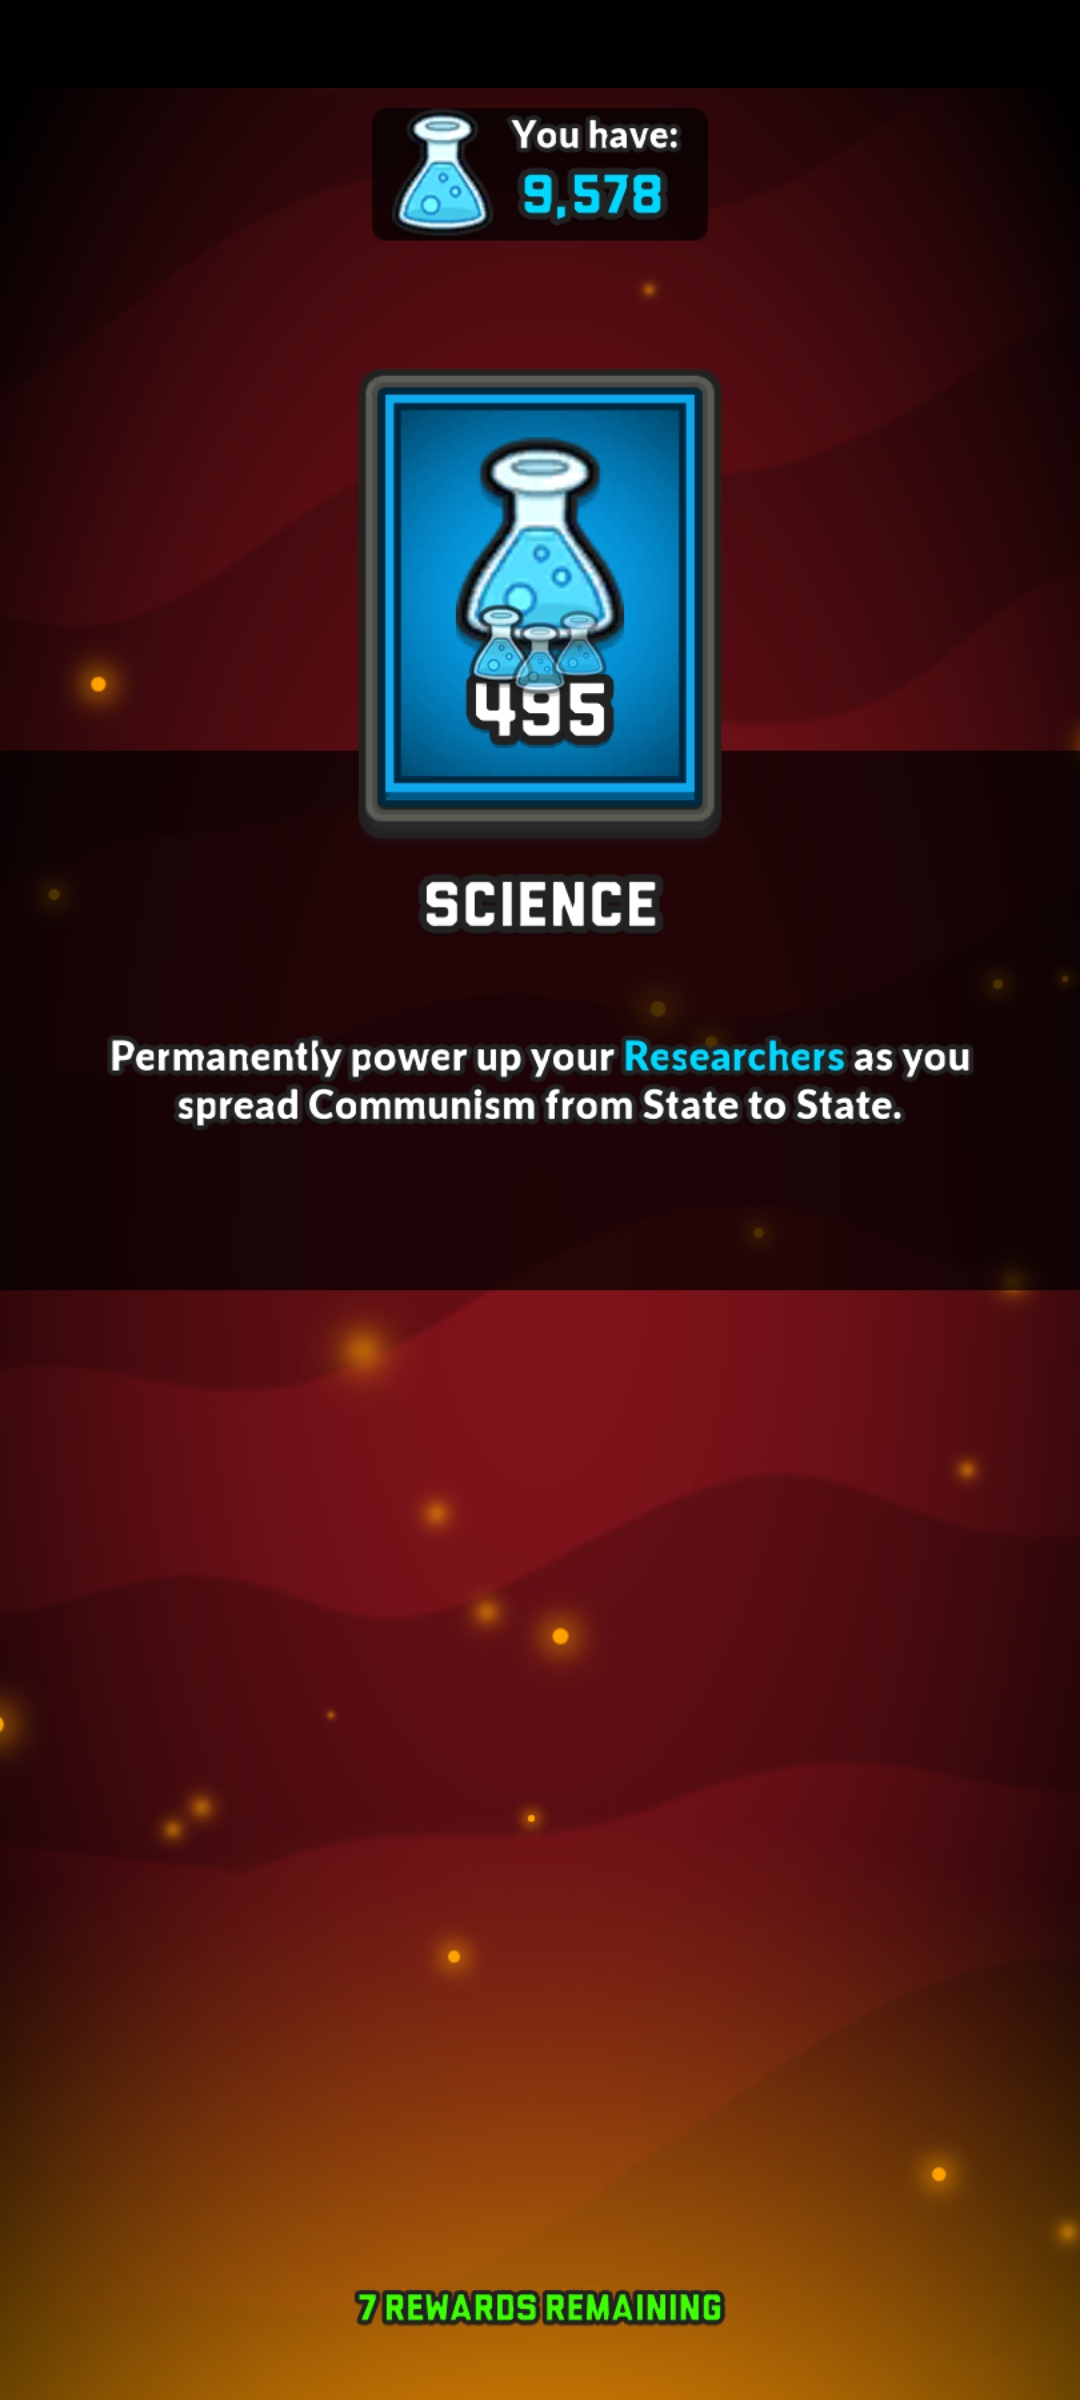 You have:
9,578
495
SCIENCE
Permanently power up your Researchers as you
spread Communism from State to State.
7 REWARDS REMAINING